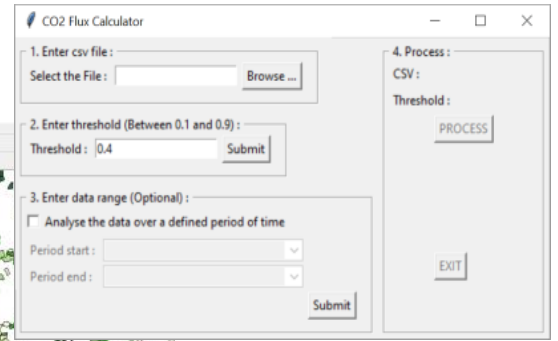 CO2 Flux Calculator
1. Enter csv file :
Select the File :
Browse ...
2. Enter threshold (Between 0.1 and 0.9) :
Threshold : 0.4
Submit
3. Enter data range (Optional) :
Analyse the data over a defined period of time
Period start :
Period end :
Submit
4. Process :
CSV :
Threshold :
PROCESS
EXIT